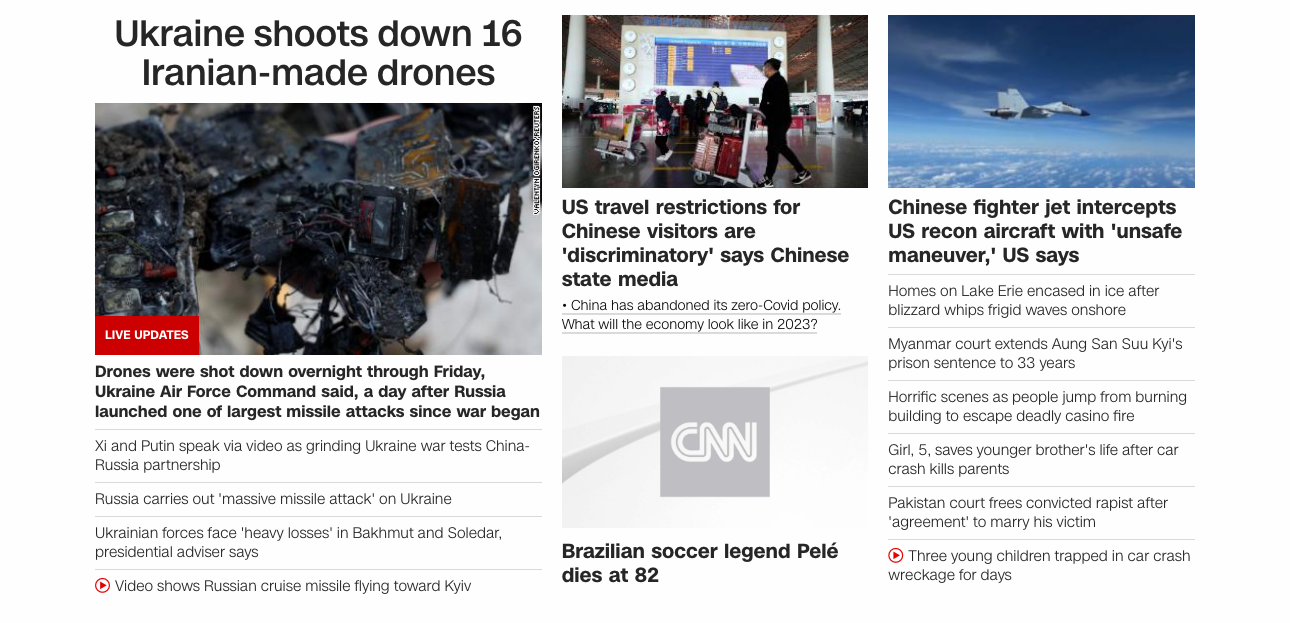 Ukraine shoots down 16
Iranian-made drones
VALENTYN OGIRENKO/REUTERS
LIVE UPDATES
Drones were shot down overnight through Friday,
Ukraine Air Force Command said, a day after Russia
launched one of largest missile attacks since war began
Xi and Putin speak via video as grinding Ukraine war tests China-
Russia partnership
Russia carries out 'massive missile attack' on Ukraine
Ukrainian forces face 'heavy losses' in Bakhmut and Soledar,
presidential adviser says
Video shows Russian cruise missile flying toward Kyiv
US travel restrictions for
Chinese visitors are
'discriminatory' says Chinese
state media
• China has abandoned its zero-Covid policy.
What will the economy look like in 2023?
CNN
Brazilian soccer legend Pelé
dies at 82
Chinese fighter jet intercepts
US recon aircraft with 'unsafe
maneuver,' US says
Homes on Lake Erie encased in ice after
blizzard whips frigid waves onshore
Myanmar court extends Aung San Suu Kyi's
prison sentence to 33 years
Horrific scenes as people jump from burning
building to escape deadly casino fire
Girl, 5, saves younger brother's life after car
crash kills parents
Pakistan court frees convicted rapist after
'agreement' to marry his victim
Three young children trapped in car crash
wreckage for days